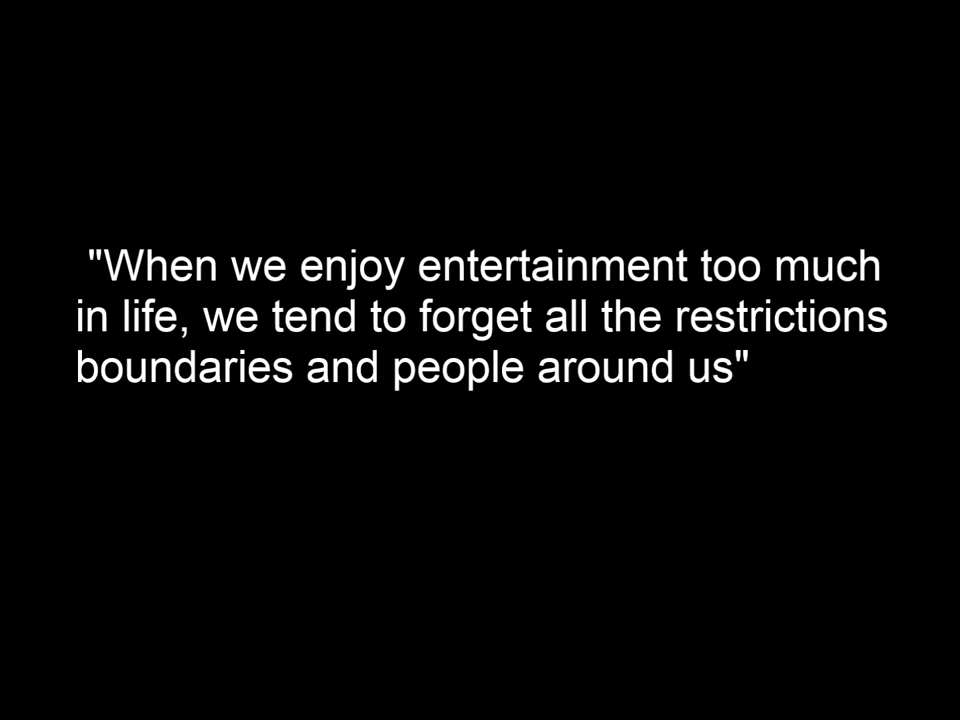 "When we enjoy entertainment too much
in life, we tend to forget all the restrictions
boundaries and people around us"